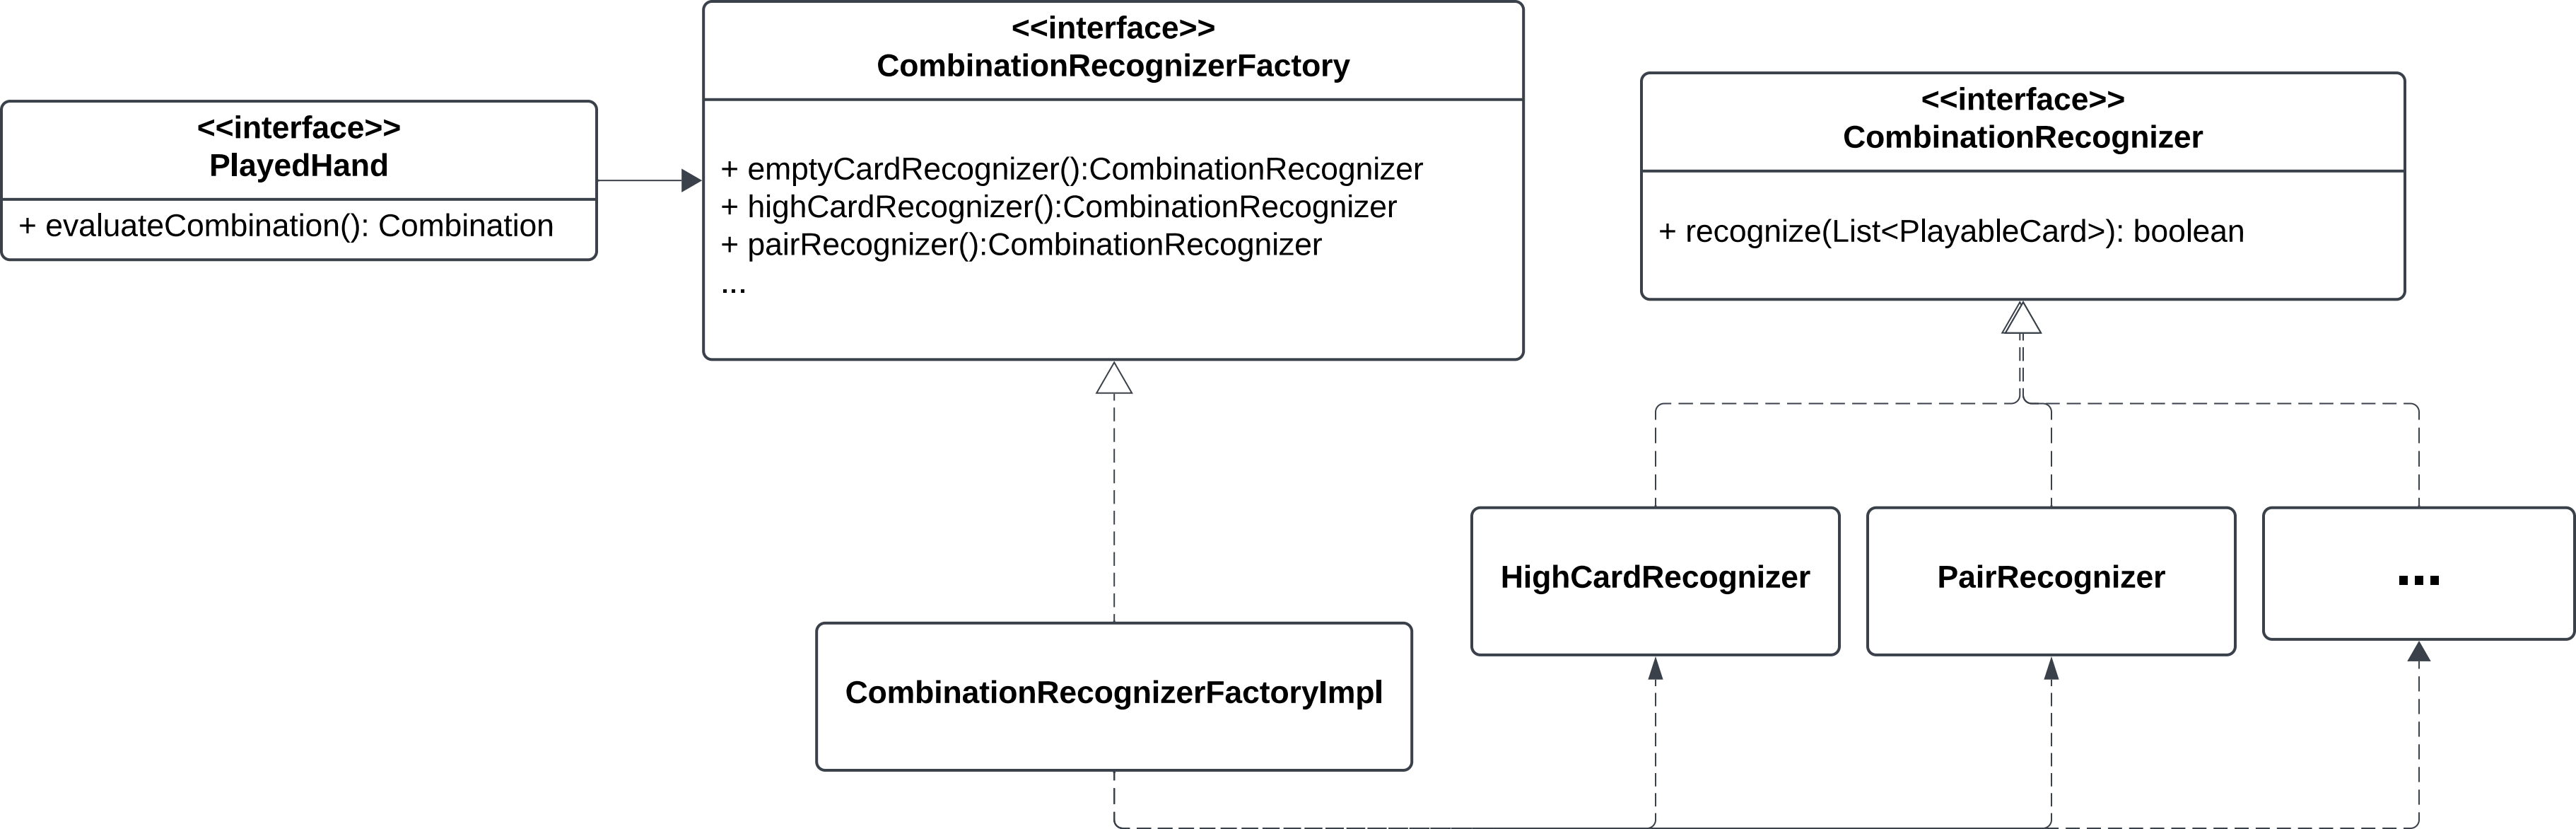 <<interface>>
PlayedHand
+ evaluateCombination(): Combination
<<interface>>
CombinationRecognizerFactory
+ emptyCardRecognizer():CombinationRecognizer
+ highCardRecognizer():CombinationRecognizer
+ pairRecognizer():CombinationRecognizer
...
<<interface>>
CombinationRecognizer
+ recognize(List<PlayableCard>): boolean
CombinationRecognizerFactoryImpl
HighCardRecognizer
PairRecognizer
...